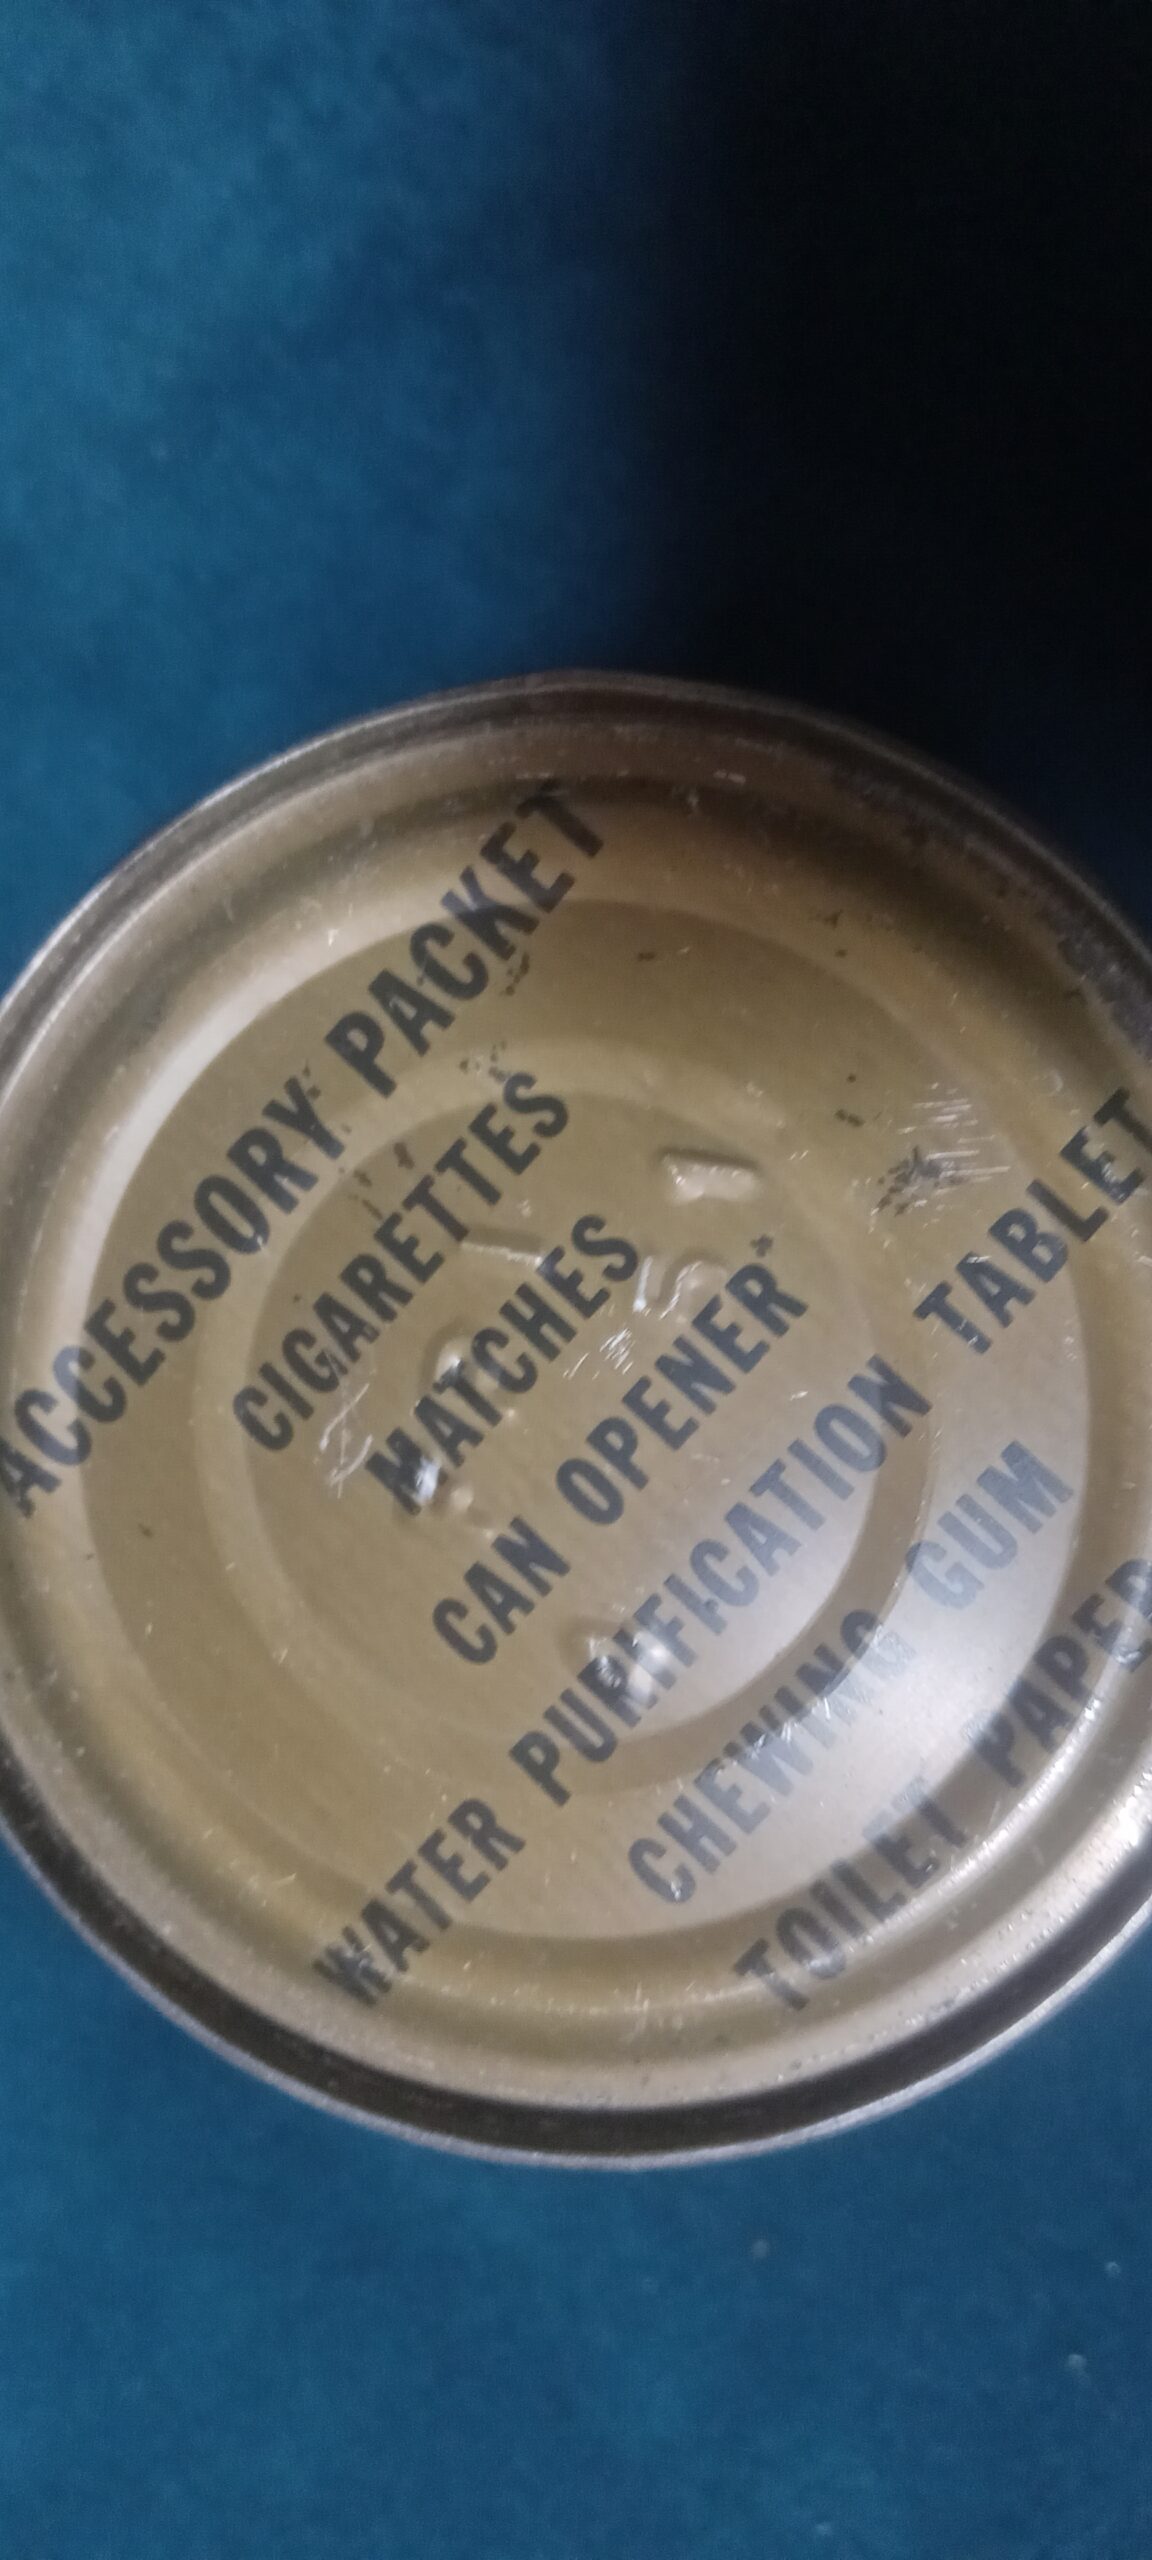 ACCESSORY PACKET
CIGARETTES
MATCHES
CAN OPENER
WATER PURIFICATION TABLET
CHEWING GUM
TOILET PAPER